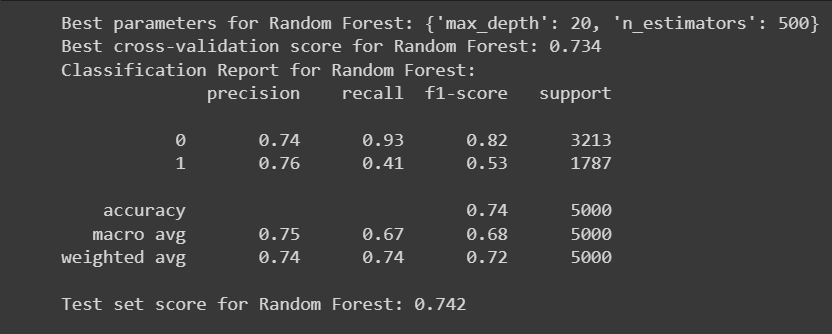 Best parameters for Random Forest: {'max_depth': 20, 'n_estimators': 500}
Best cross-validation score for Random Forest: 0.734
Classification Report for Random Forest:
precision recall f1-score support
0 0.74 0.93 0.82 3213
1 0.76 0.41 0.53 1787
accuracy 0.74 5000
macro avg 0.75 0.67 0.68 5000
weighted avg 0.74 0.74 0.72 5000
Test set score for Random Forest: 0.742